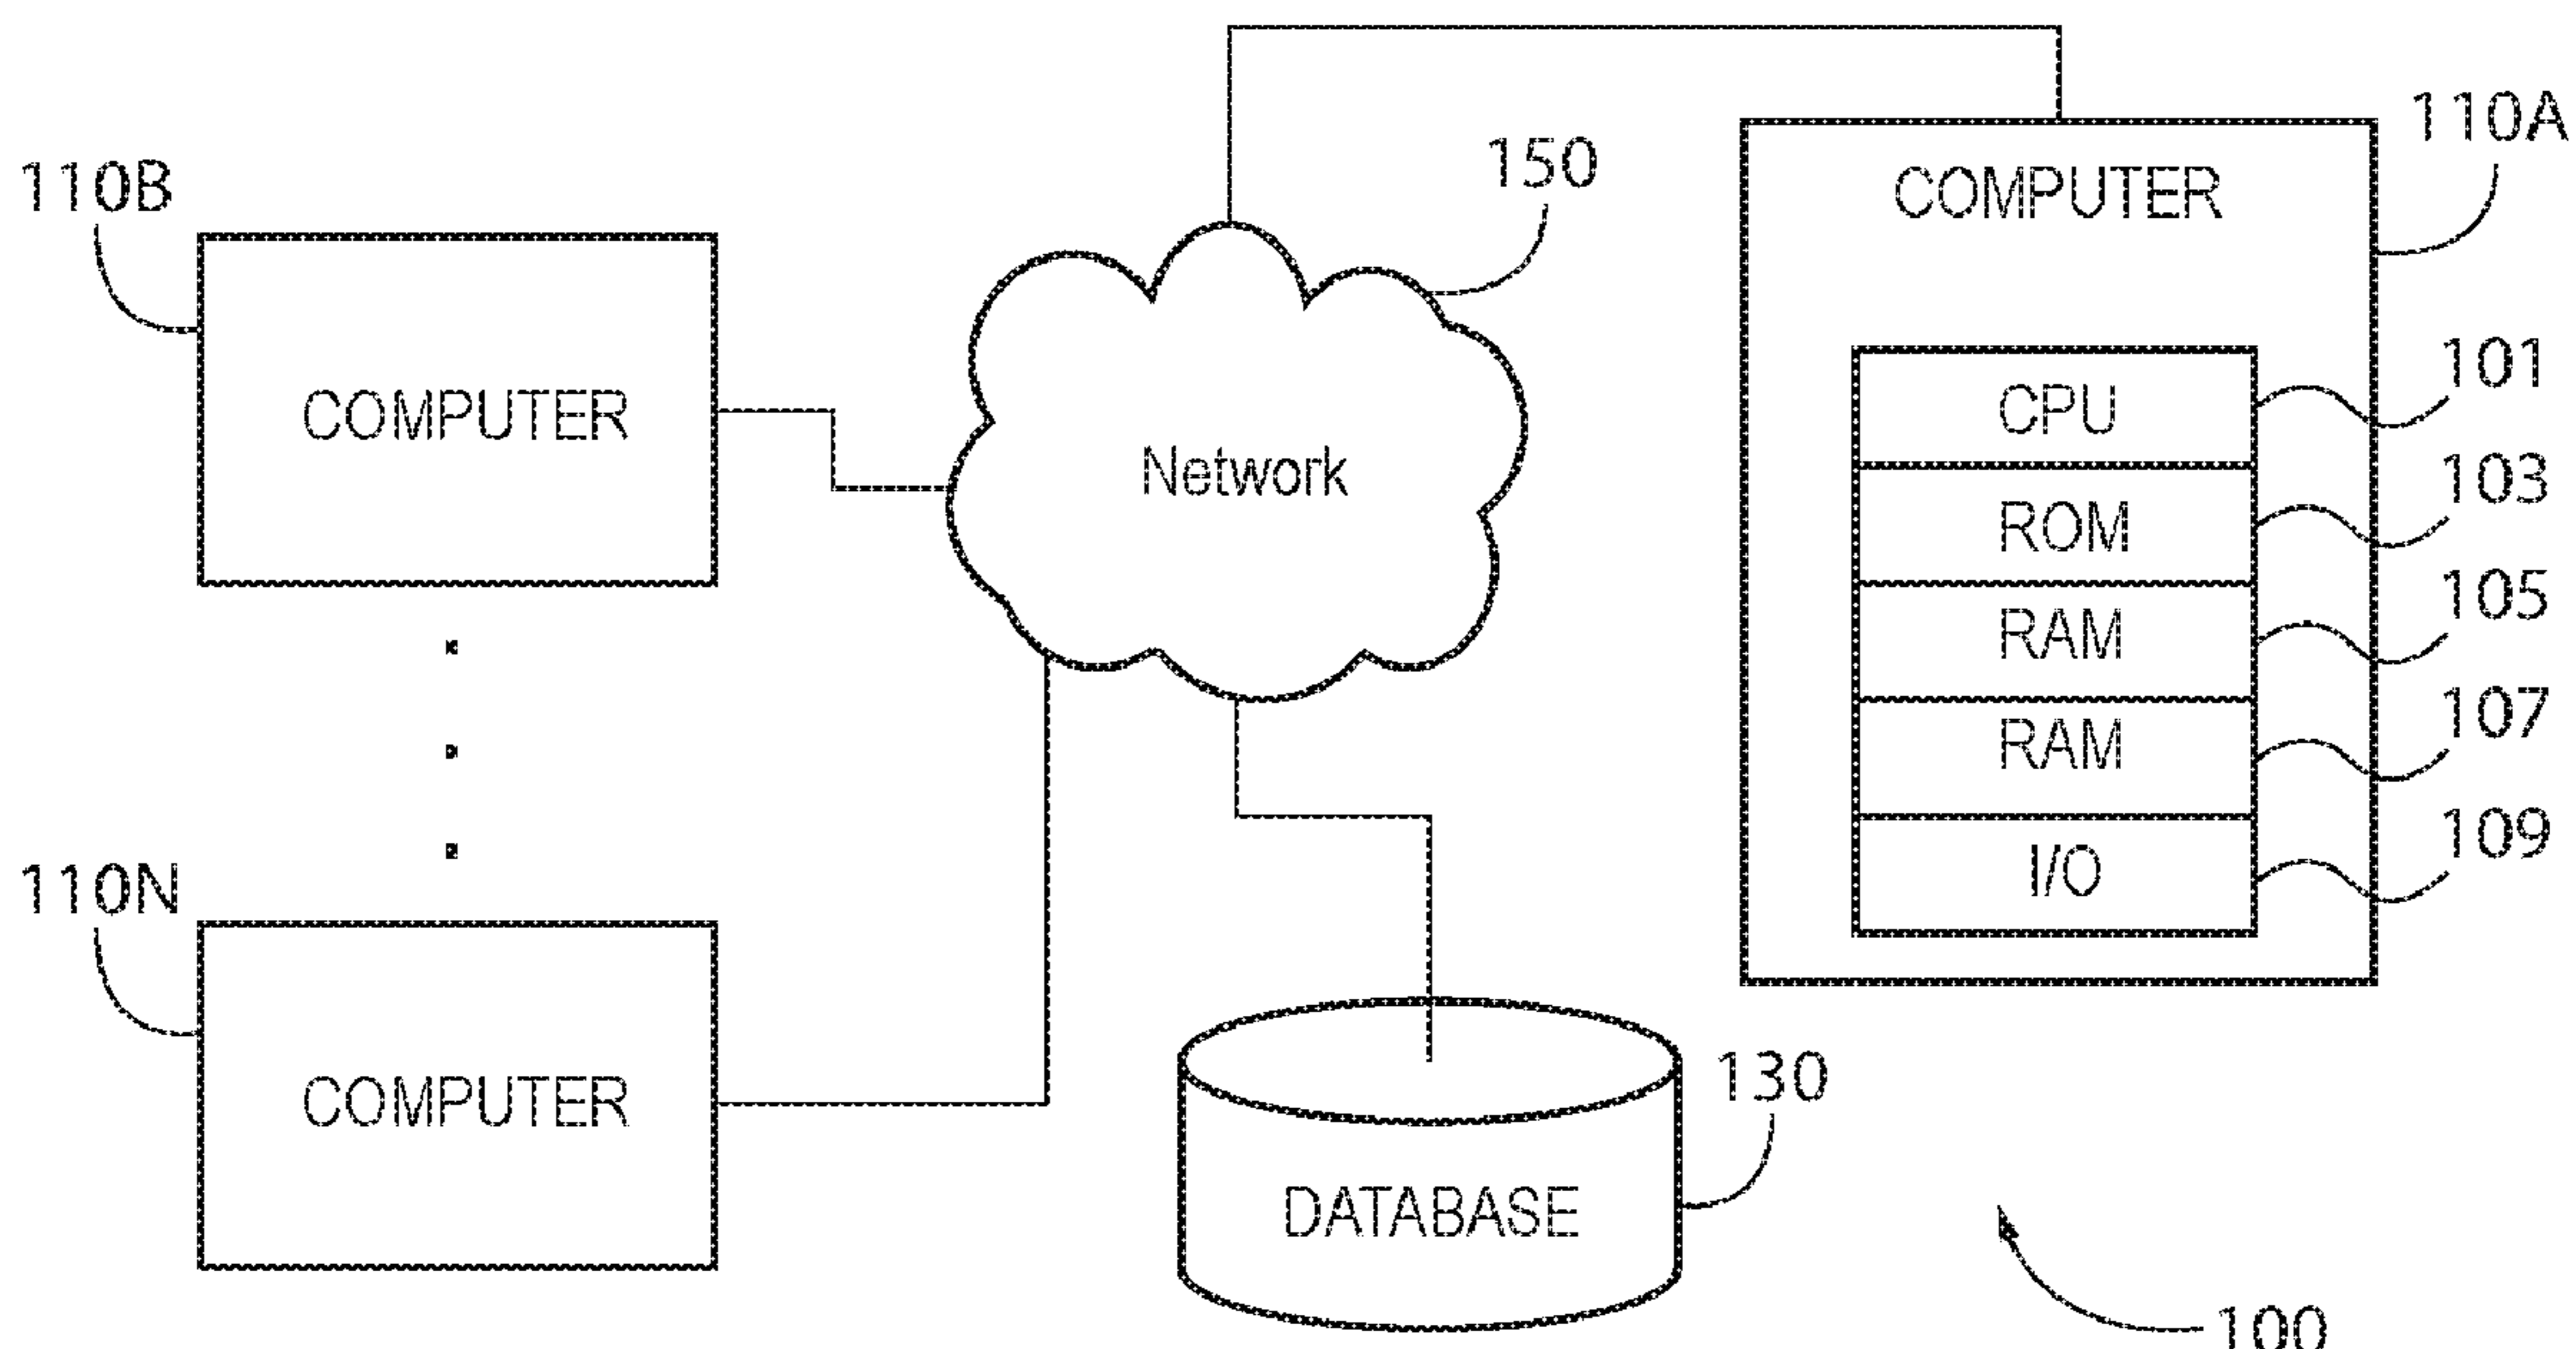 110A
150
110B
COMPUTER
101
CPU
COMPUTER
103
Network
ROM
105
RAM
107
RAM
109
I/O
110N
130
COMPUTER
DATABASE
100